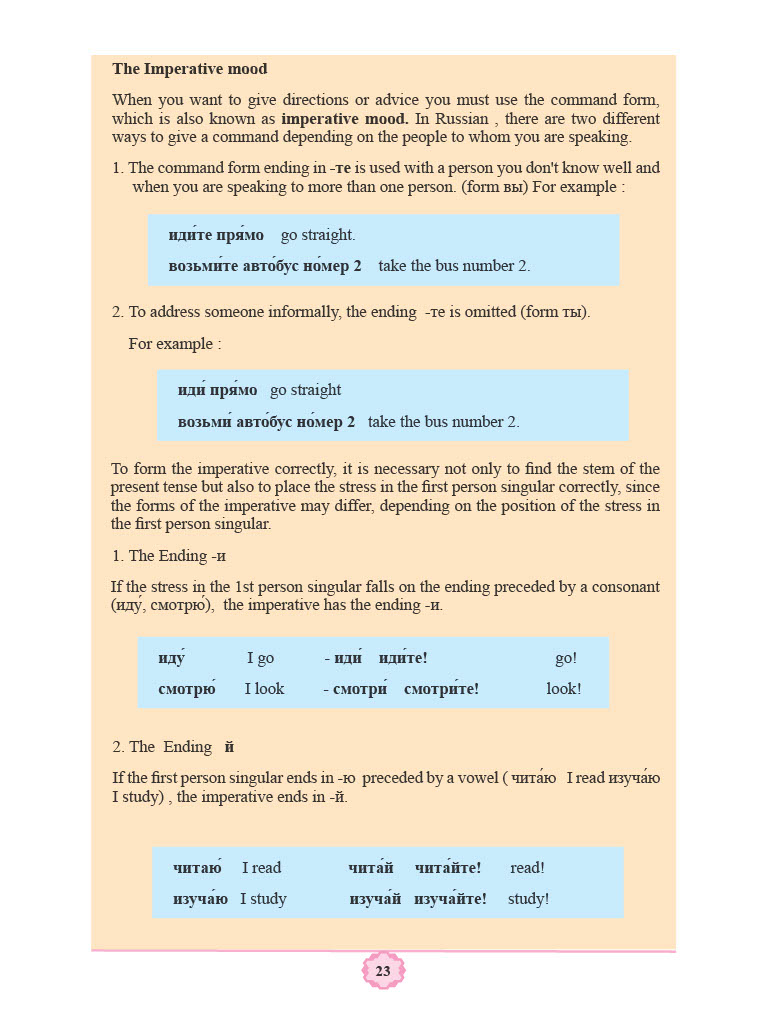 The Imperative mood
When you want to give directions or advice you must use the command form,
which is also known as imperative mood. In Russian , there are two different
ways to give a command depending on the people to whom you are speaking.
1. The command form ending in -те is used with a person you don't know well and
when you are speaking to more than one person. (form вы) For example :
иди́те пря́мо go straight.
возьми́те авто́бус но́мер 2 take the bus number 2.
2. To address someone informally, the ending -те is omitted (form ты).
For example :
иди́ пря́мо go straight
возьми́ авто́бус но́мер 2 take the bus number 2.
To form the imperative correctly, it is necessary not only to find the stem of the
present tense but also to place the stress in the first person singular correctly, since
the forms of the imperative may differ, depending on the position of the stress in
the first person singular.
1. The Ending -и
If the stress in the 1st person singular falls on the ending preceded by a consonant
(иду́, смотрю́), the imperative has the ending -и.
иду́ I go - иди́ иди́те! go!
смотрю́ I look - смотри́ смотри́те! look!
2. The Ending й
If the first person singular ends in -ю preceded by a vowel ( чита́ю I read изуча́ю
I study) , the imperative ends in -й.
читаю́ I read чита́й чита́йте! read!
изуча́ю I study изуча́й изуча́йте! study!
23